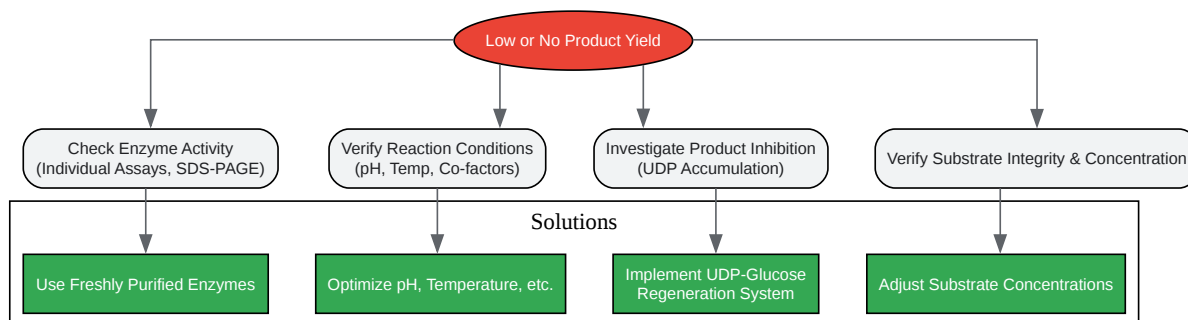 Low or No Product Yield
Check Enzyme Activity
(Individual Assays, SDS-PAGE)
Verify Reaction Conditions
(pH, Temp, Co-factors)
Investigate Product Inhibition
(UDP Accumulation)
Verify Substrate Integrity & Concentration
Solutions
Use Freshly Purified Enzymes
Optimize pH, Temperature, etc.
Implement UDP-Glucose
Regeneration System
Adjust Substrate Concentrations